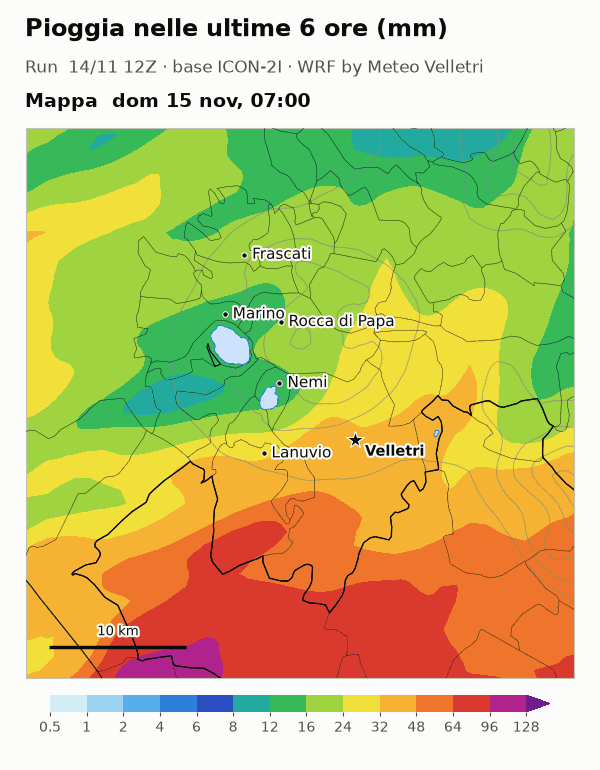 Pioggia nelle ultime 6 ore (mm)
Run  14/11 12Z · base ICON-2I · WRF by Meteo Velletri
Mappa  dom 15 nov, 07:00
Frascati
Marino
Rocca di Papa
Nemi
Velletri
Lanuvio
10 km
0.5 1 2 4 6 8 12 16 24 32 48 64 96 128